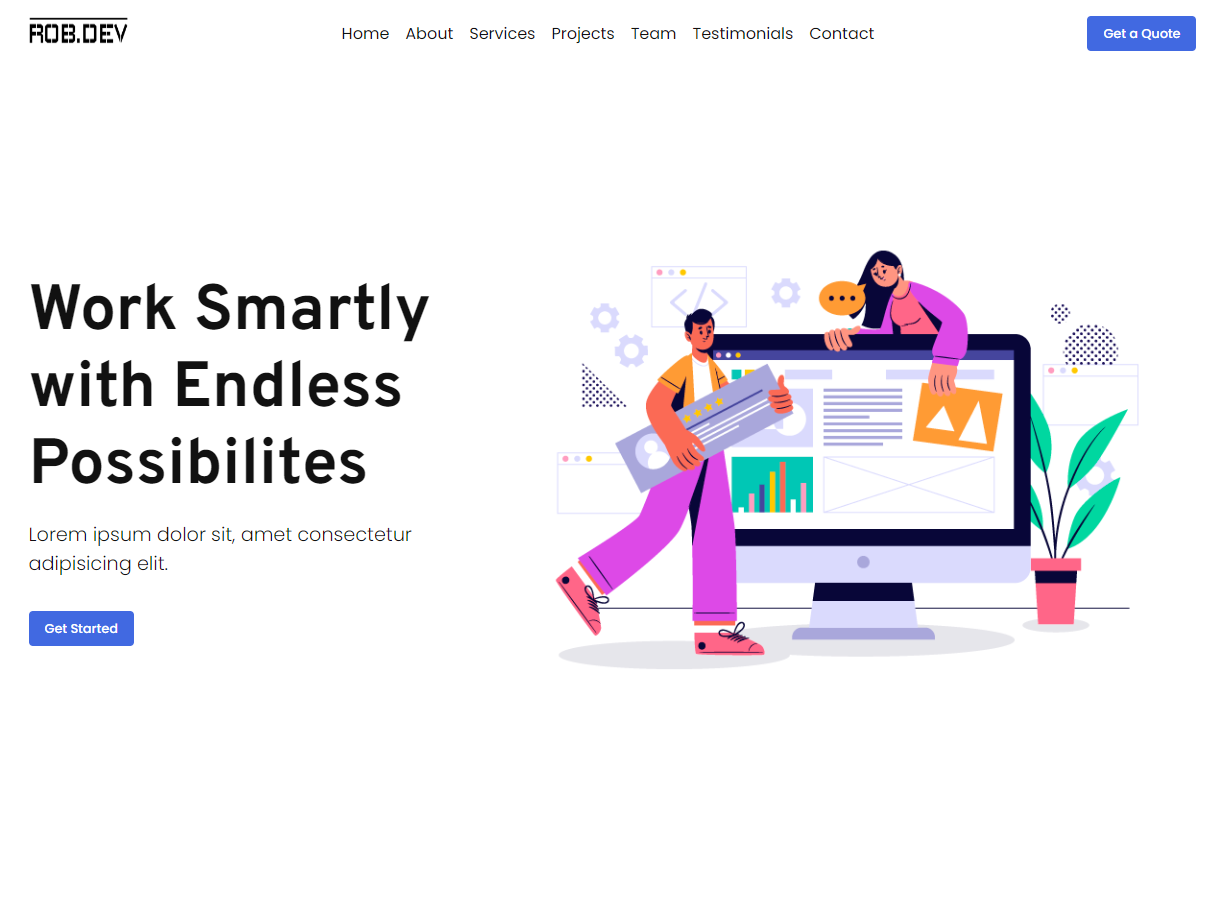 ROB.DEV
Home About Services Projects Team Testimonials Contact
Get a Quote
Work Smartly
with Endless
Possibilites
Lorem ipsum dolor sit, amet consectetur
adipisicing elit.
Get Started